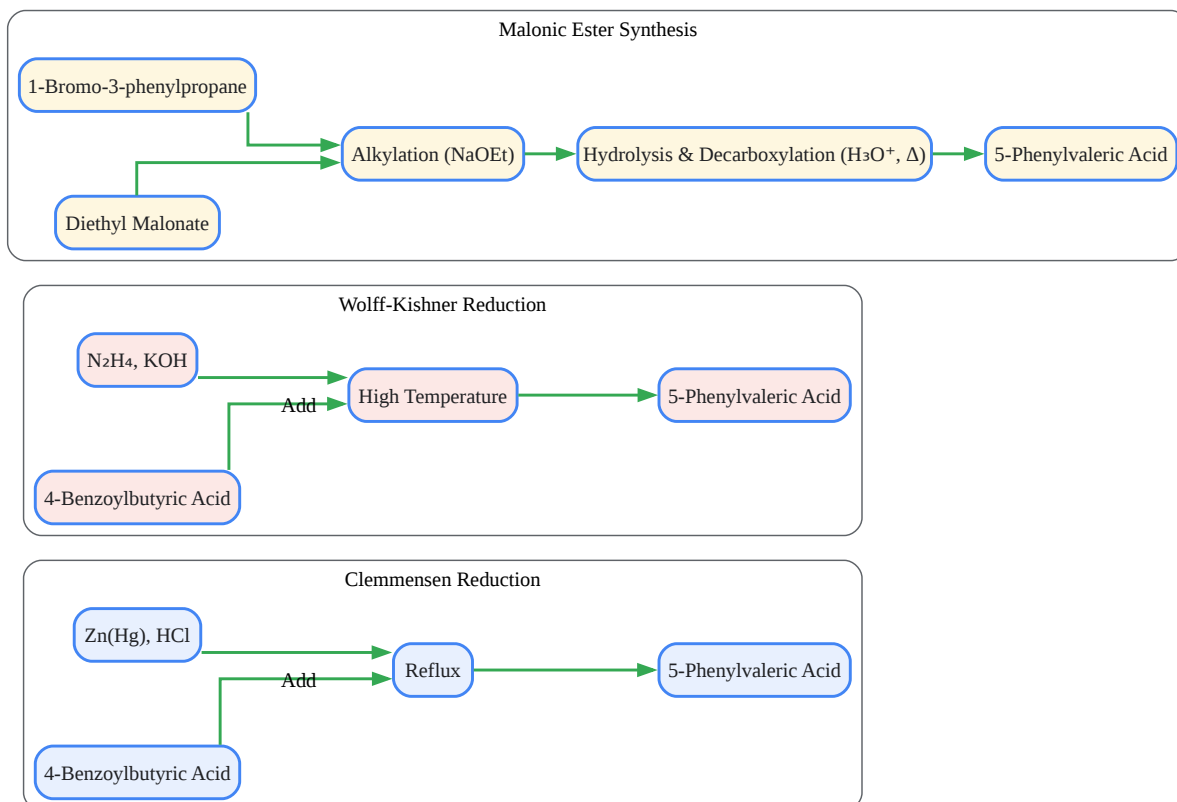 Malonic Ester Synthesis
1-Bromo-3-phenylpropane
Alkylation (NaOEt)
Hydrolysis & Decarboxylation (H₃O⁺, Δ)
5-Phenylvaleric Acid
Diethyl Malonate
Wolff-Kishner Reduction
N₂H₄, KOH
High Temperature
5-Phenylvaleric Acid
Add
4-Benzoylbutyric Acid
Clemmensen Reduction
Zn(Hg), HCl
Reflux
5-Phenylvaleric Acid
Add
4-Benzoylbutyric Acid